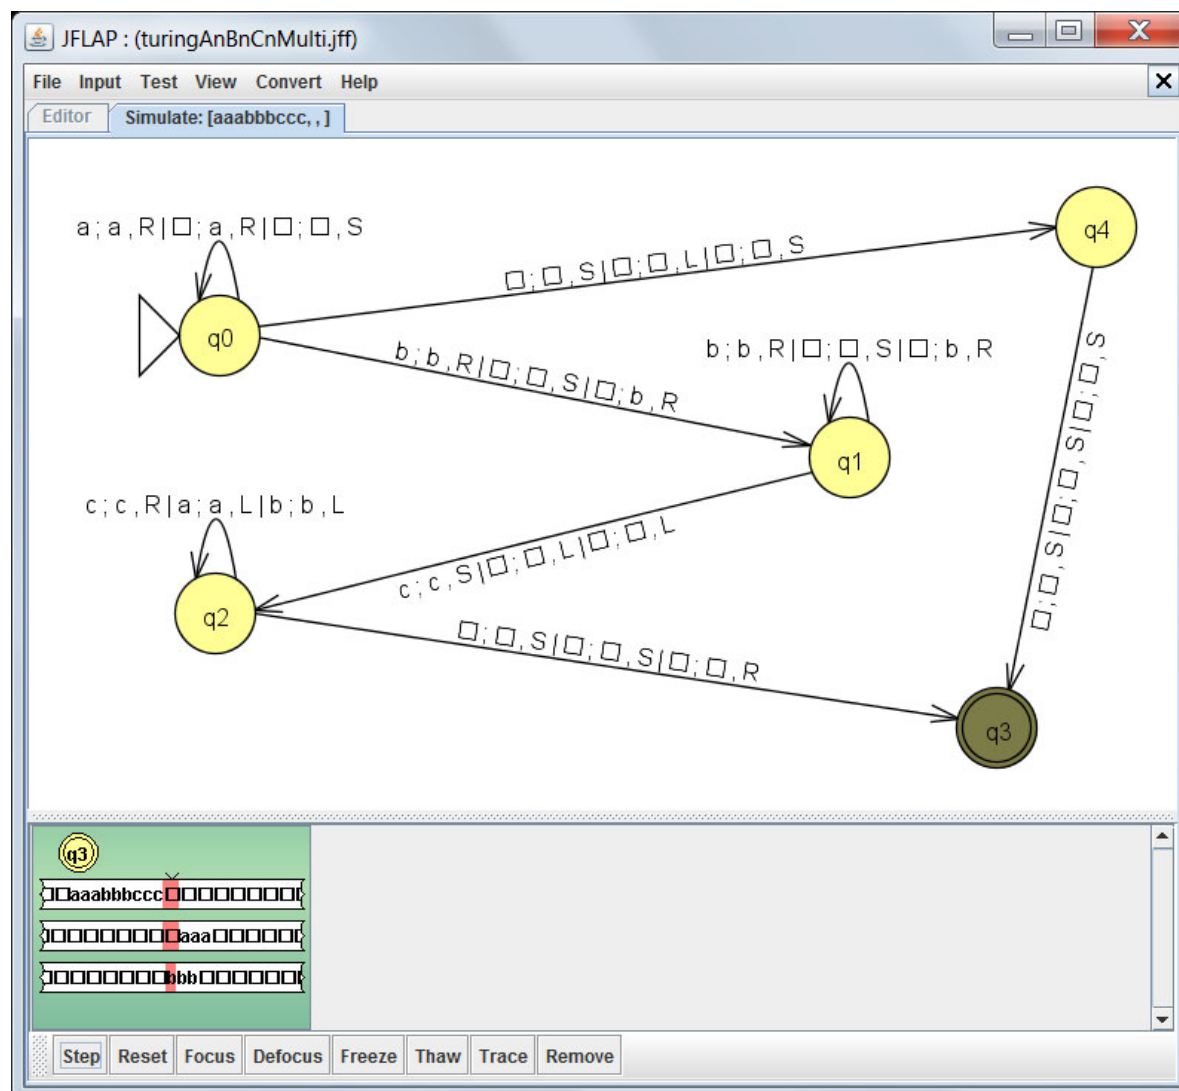 JFLAP : (turingAnBnCnMulti.jff)
File Input Test View Convert Help
Editor Simulate: [aaabbbccc, , ]
a ; a , R | □ ; a , R | □ ; □ , S
□ ; □ , S | □ ; □ , L | □ ; □ , S
q4
q0
b ; b , R | □ ; □ , S | □ ; b , R
b ; b , R | □ ; □ , S | □ ; b , R
□ ; □ , S | □ ; □ , S | □ ; □ , S
q1
c ; c , R | a ; a , L | b ; b , L
c ; c , S | □ ; □ , L | □ ; □ , L
q2
□ ; □ , S | □ ; □ , S | □ ; □ , R
q3
q3
□□aaabbbccc□□□□□□□□□
□□□□□□□□□aaa□□□□□□
□□□□□□□□bbb□□□□□□□
Step Reset Focus Defocus Freeze Thaw Trace Remove